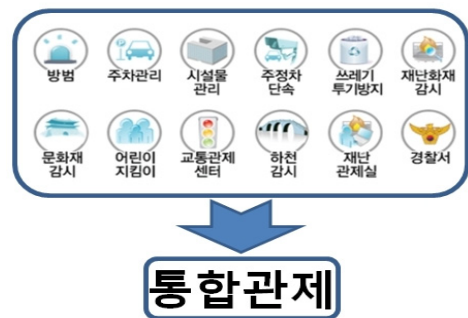 방범 주차관리 시설물 주정차 쓰레기 재난화재
관리 단속 투기방지 감시
문화재 어린이 교통관제 하천 재난 경찰서
감시 지킴이 센터 감시 관제실
통합관제